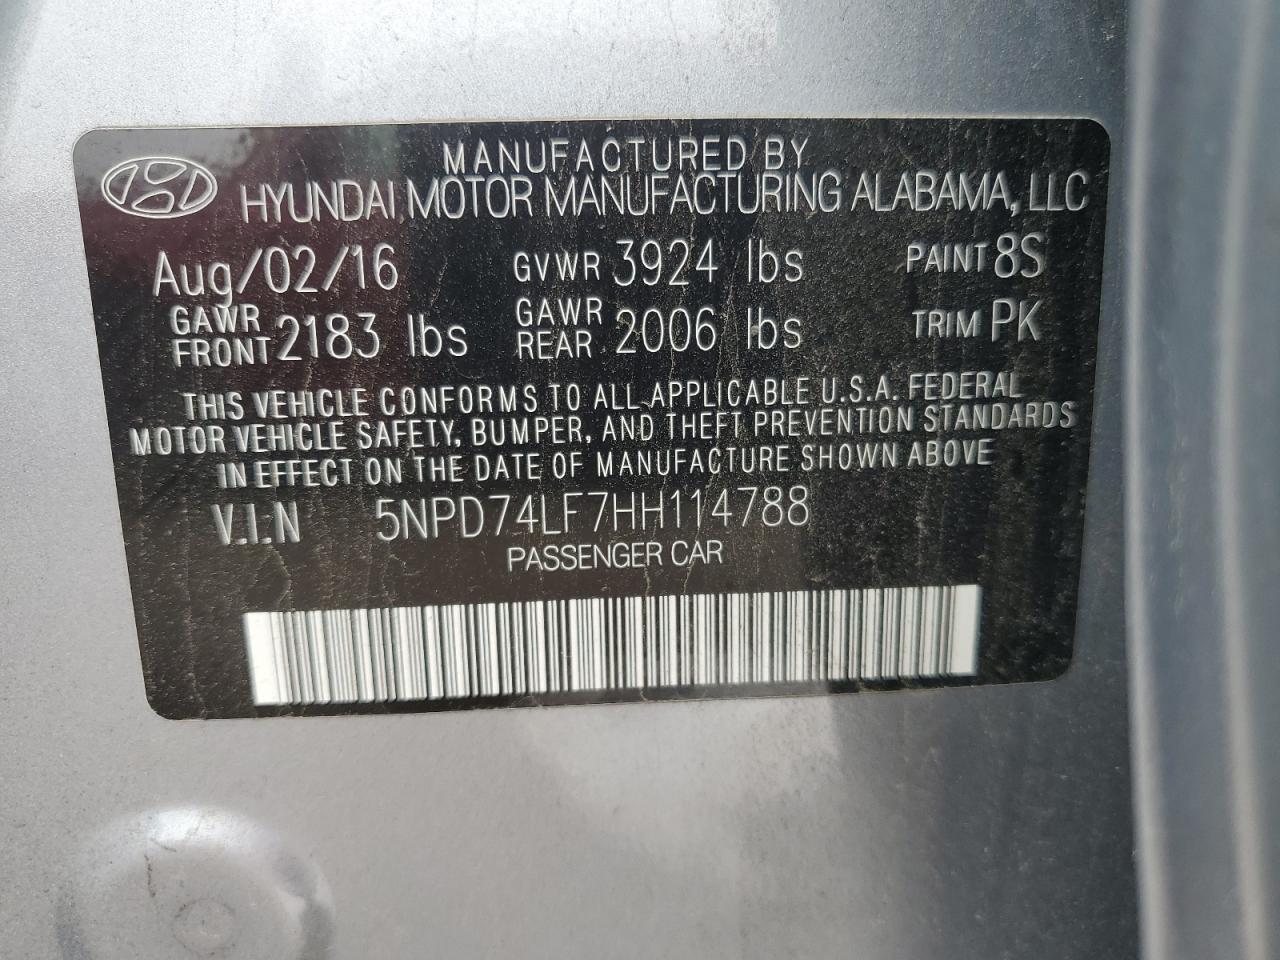 MANUFACTURED BY
HYUNDAI MOTOR MANUFACTURING ALABAMA, LLC
Aug/02/16 GVWR 3924 lbs PAINT 8S
GAWR FRONT 2183 lbs GAWR REAR 2006 lbs TRIM PK
THIS VEHICLE CONFORMS TO ALL APPLICABLE U.S.A. FEDERAL
MOTOR VEHICLE SAFETY, BUMPER, AND THEFT PREVENTION STANDARDS
IN EFFECT ON THE DATE OF MANUFACTURE SHOWN ABOVE
V.I.N 5NPD74LF7HH114788
PASSENGER CAR